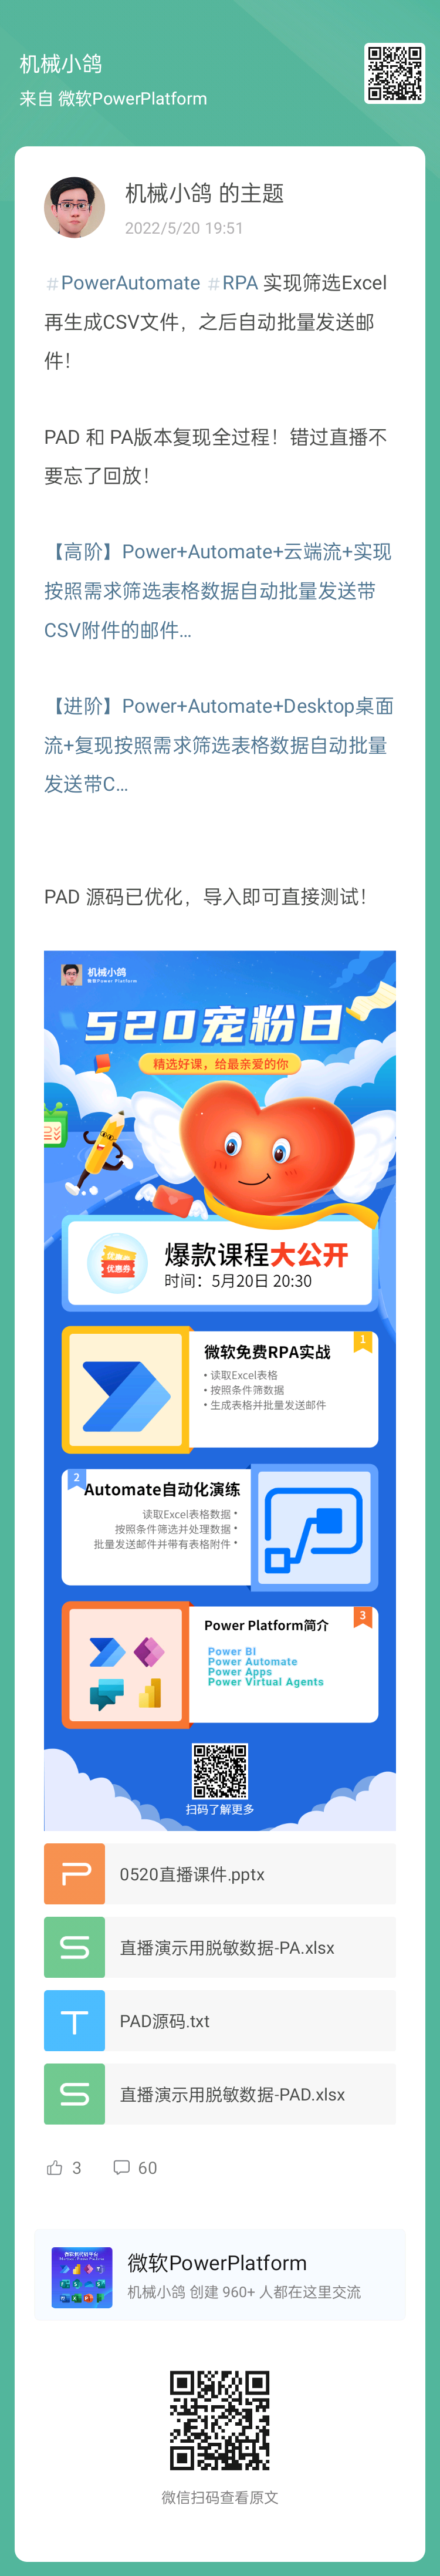 机械小鸽
来自 微软PowerPlatform
机械小鸽 的主题
2022/5/20 19:51
#PowerAutomate #RPA 实现筛选Excel
再生成CSV文件，之后自动批量发送邮
件！
PAD 和 PA版本复现全过程！错过直播不
要忘了回放！
【高阶】Power+Automate+云端流+实现
按照需求筛选表格数据自动批量发送带
CSV附件的邮件...
【进阶】Power+Automate+Desktop桌面
流+复现按照需求筛选表格数据自动批量
发送带C...
PAD 源码已优化，导入即可直接测试！
机械小鸽
微软Power Platform
520宠粉日
精选好课，给最亲爱的你
优惠券
爆款课程大公开
时间：5月20日 20:30
1
微软免费RPA实战
• 读取Excel表格
• 按照条件筛数据
• 生成表格并批量发送邮件
2
Automate自动化演练
读取Excel表格数据 •
按照条件筛选并处理数据 •
批量发送邮件并带有表格附件 •
3
Power Platform简介
Power BI
Power Automate
Power Apps
Power Virtual Agents
扫码了解更多
P
0520直播课件.pptx
S
直播演示用脱敏数据-PA.xlsx
T
PAD源码.txt
S
直播演示用脱敏数据-PAD.xlsx
3 60
微软PowerPlatform
机械小鸽 创建 960+ 人都在这里交流
微信扫码查看原文